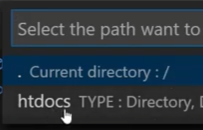 Select the path want to
. Current directory : /
htdocs TYPE : Directory,